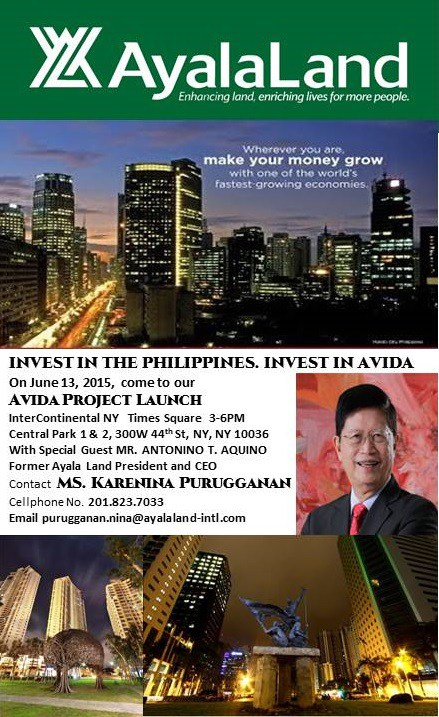 AyalaLand
Enhancing land, enriching lives for more people.
Wherever you are,
make your money grow
with one of the world's
fastest growing economies.
Makati City Philippines
INVEST IN THE PHILIPPINES. INVEST IN AVIDA
On June 13, 2015, come to our
AVIDA PROJECT LAUNCH
InterContinental NY Times Square 3-6PM
Central Park 1 & 2, 300W 44th St, NY, NY 10036
With Special Guest MR. ANTONINO T. AQUINO
Former Ayala Land President and CEO
Contact MS. KARENINA PURUGGANAN
Cellphone No. 201.823.7033
Email purugganan.nina@ayalaland-intl.com